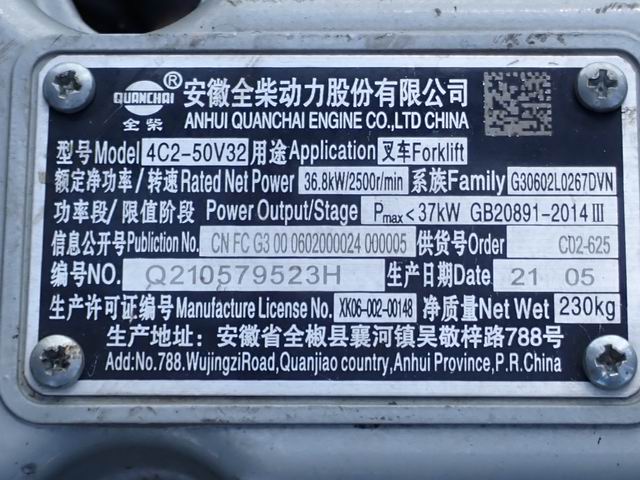 QUANCHAI ® 安徽全柴动力股份有限公司
全柴 ANHUI QUANCHAI ENGINE CO.,LTD CHINA
型号Model 4C2-50V32 用途Application 叉车Forklift
额定净功率/转速Rated Net Power 36.8kW/2500r/min 系族Family G30602L0267DVN
功率段/限值阶段 Power Output/Stage Pmax<37kW GB20891-2014Ⅲ
信息公开号Publiction No. CN FC G3 00 0602000024 000005 供货号Order C02-625
编号NO. Q210579523H 生产日期Date 21 05
生产许可证编号Manufacture License No. XK06-002-00148 净质量Net Wet 230kg
生产地址: 安徽省全椒县襄河镇吴敬梓路788号
Add:No.788.WujingziRoad,Quanjiao country,Anhui Province,P.R.China